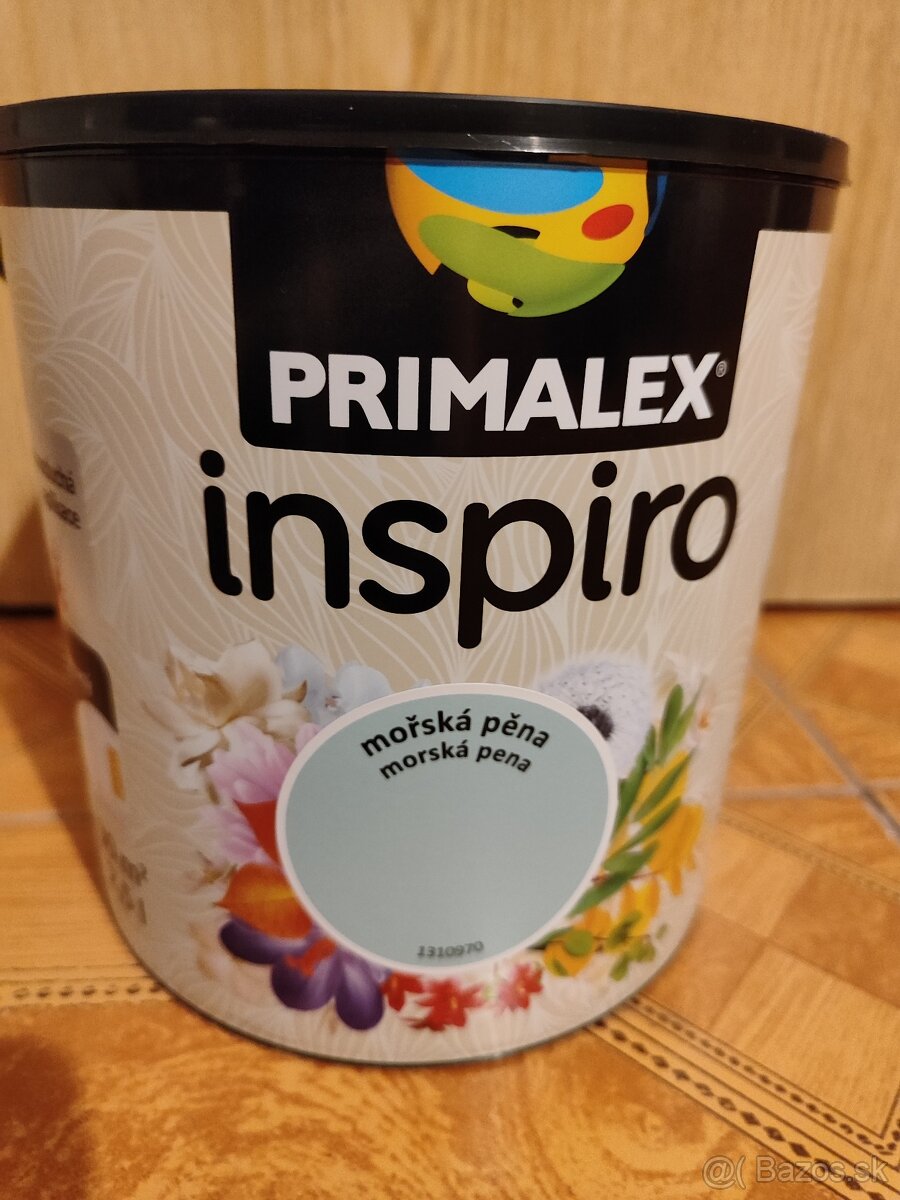 PRIMALEX®
inspiro
mořská pěna
morská pena
1310970
@( Bazos.sk